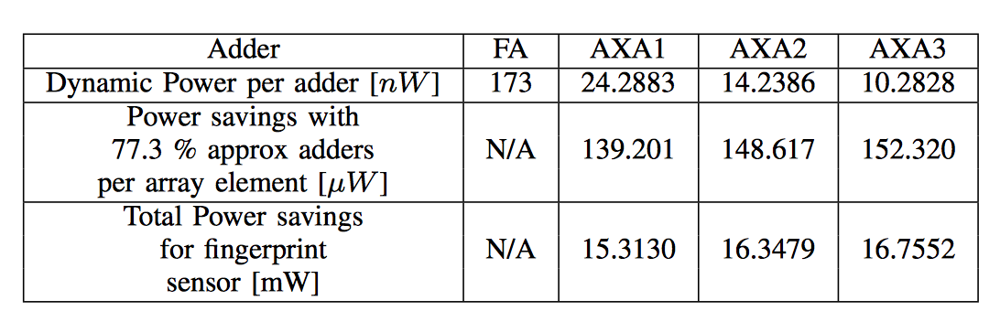 Adder FA AXA1 AXA2 AXA3
Dynamic Power per adder [nW] 173 24.2883 14.2386 10.2828
Power savings with
77.3 % approx adders
per array element [μW]
N/A 139.201 148.617 152.320
Total Power savings
for fingerprint
sensor [mW]
N/A 15.3130 16.3479 16.7552